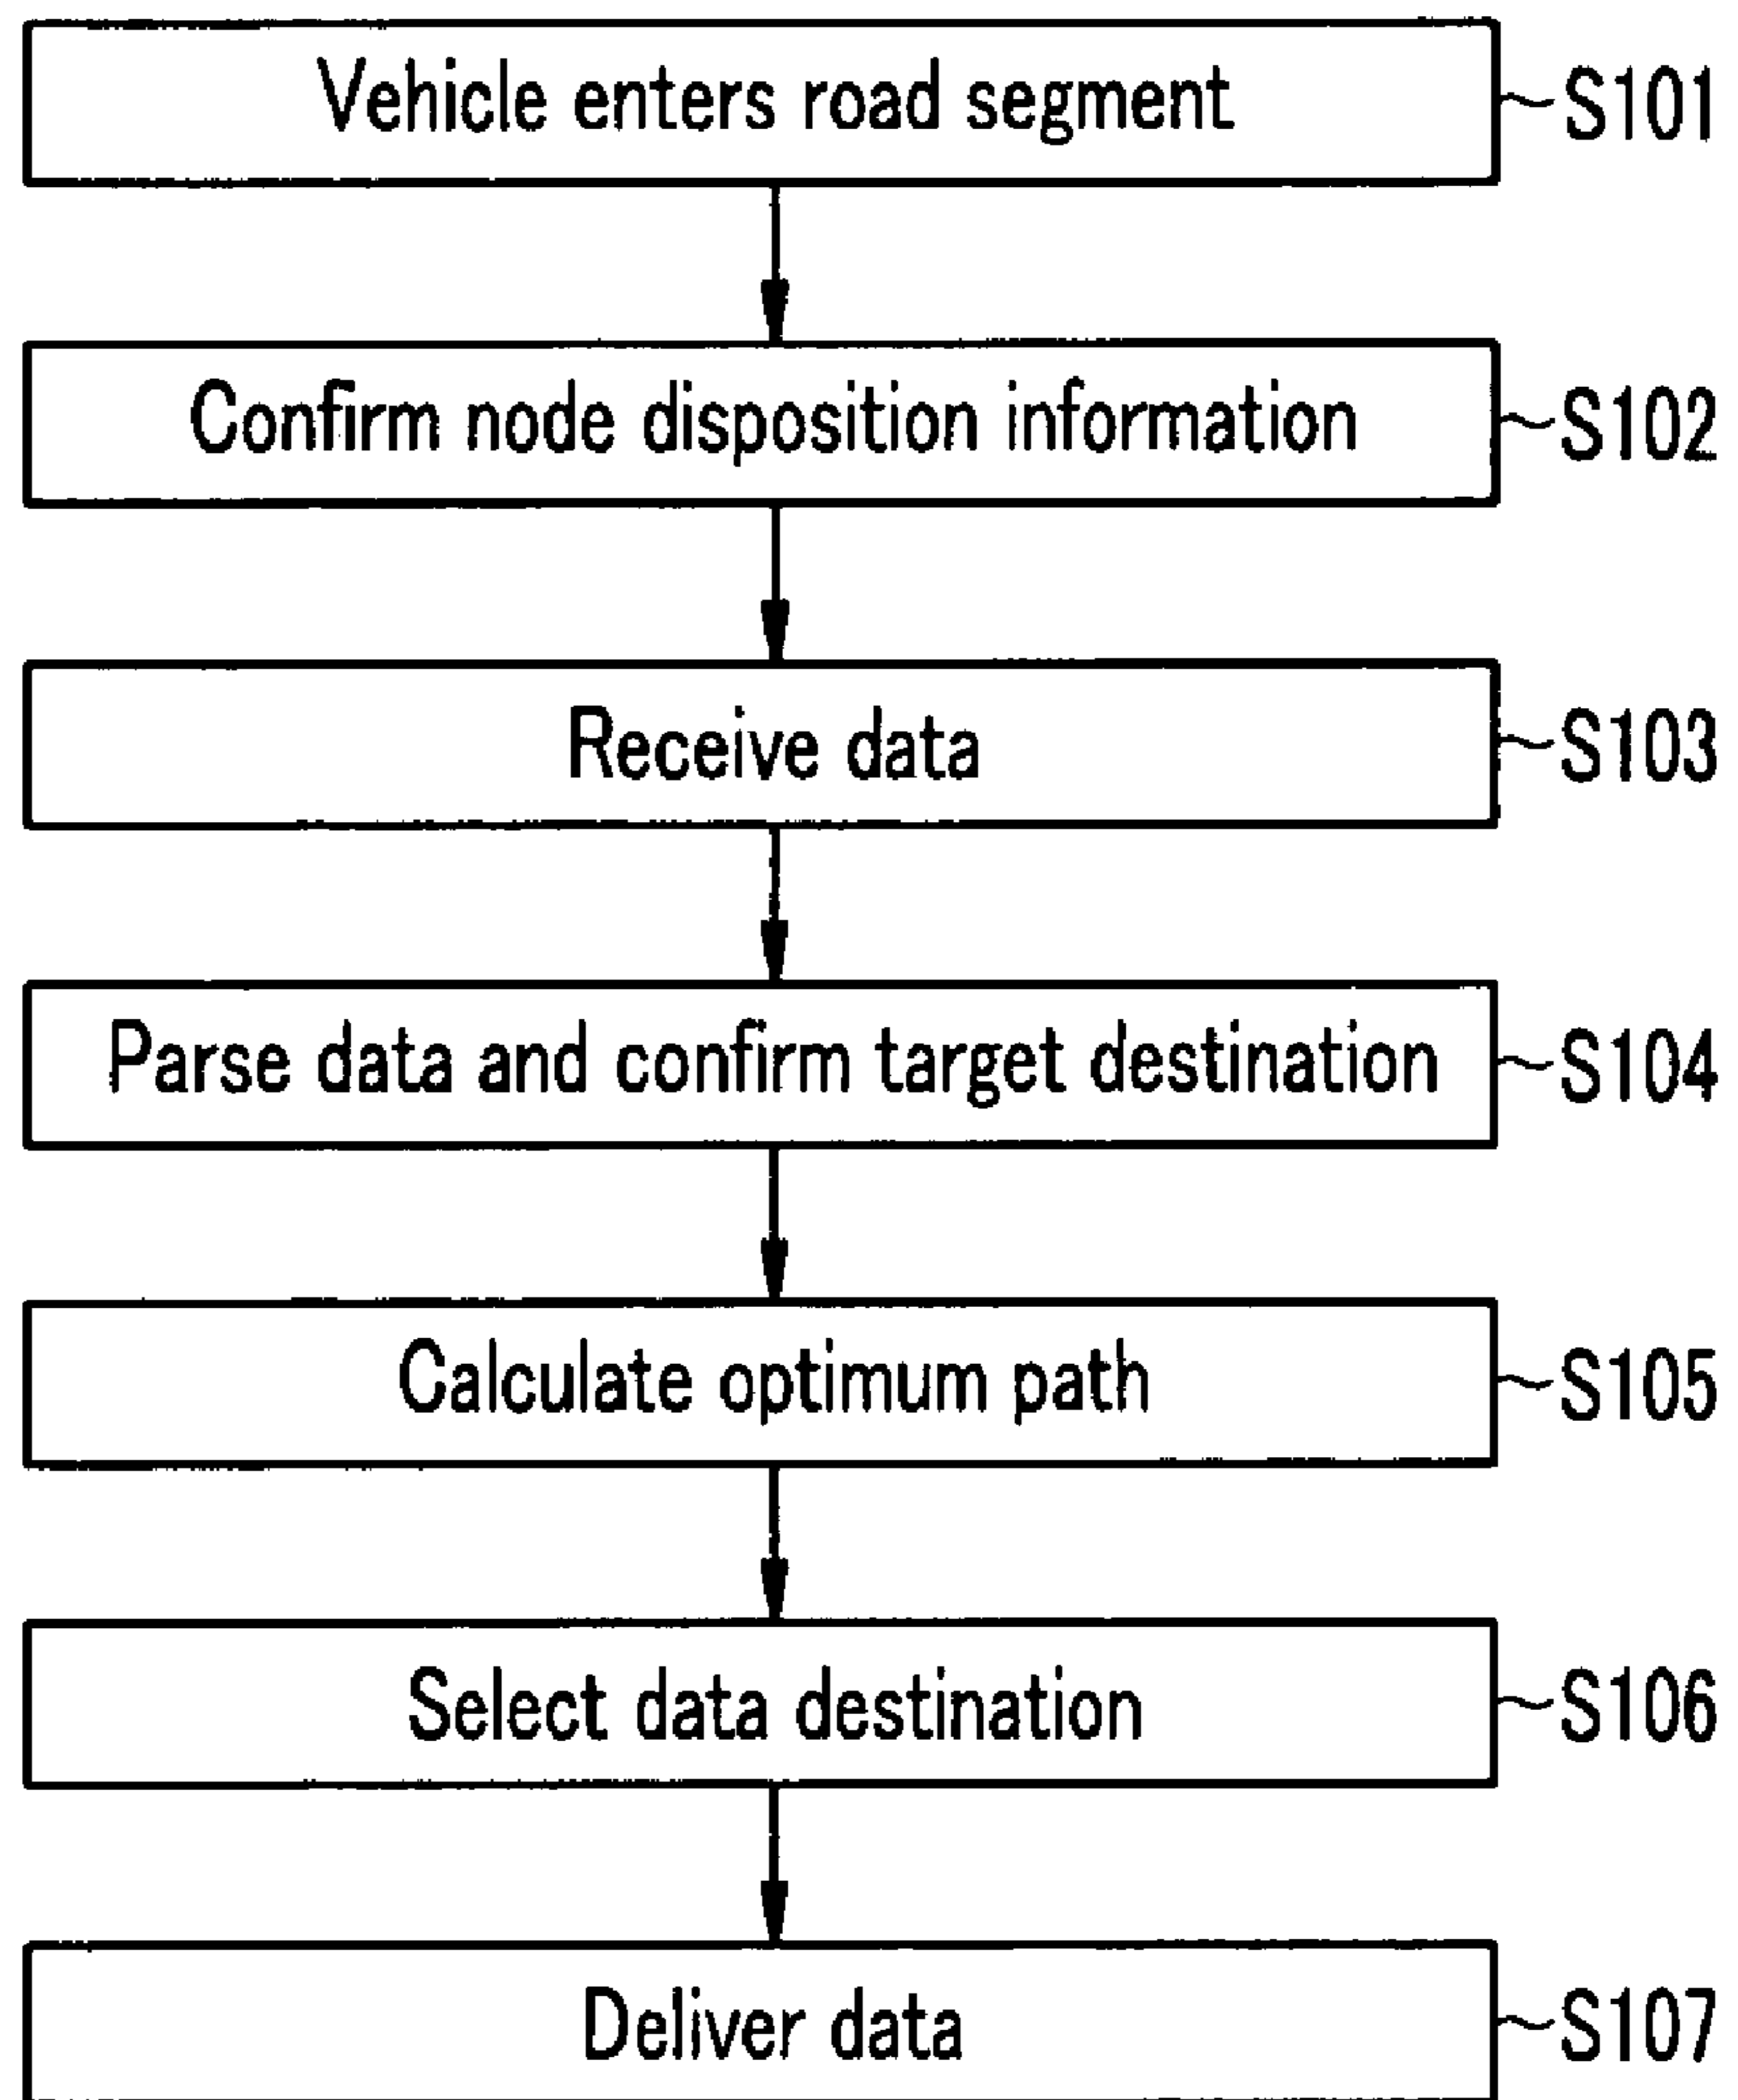 Vehicle enters road segment S101
Confirm node disposition information S102
Receive data S103
Parse data and confirm target destination S104
Calculate optimum path S105
Select data destination S106
Deliver data S107